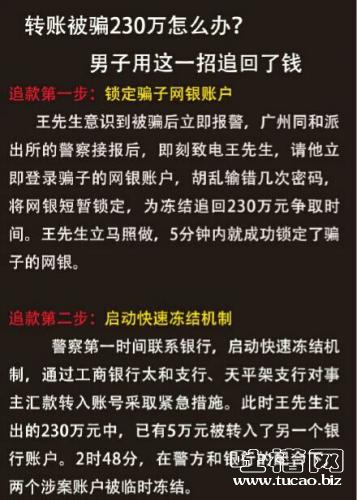 转账被骗230万怎么办?
男子用这一招追回了钱
追款第一步：锁定骗子网银账户
王先生意识到被骗后立即报警，广州同和派
出所的警察接报后，即刻致电王先生，请他立
即登录骗子的网银账户，胡乱输错几次密码，
将网银短暂锁定，为冻结追回230万元争取时
间。王先生立马照做，5分钟内就成功锁定了骗
子的网银。
追款第二步：启动快速冻结机制
警察第一时间联系银行，启动快速冻结机
制，通过工商银行太和支行、天平架支行对事
主汇款转入账号采取紧急措施。此时王先生汇
出的230万元中，已有5万元被转入了另一个银
行账户。2时48分，在警方和银行的
两个涉案账户被临时冻结。
www.tucao.biz